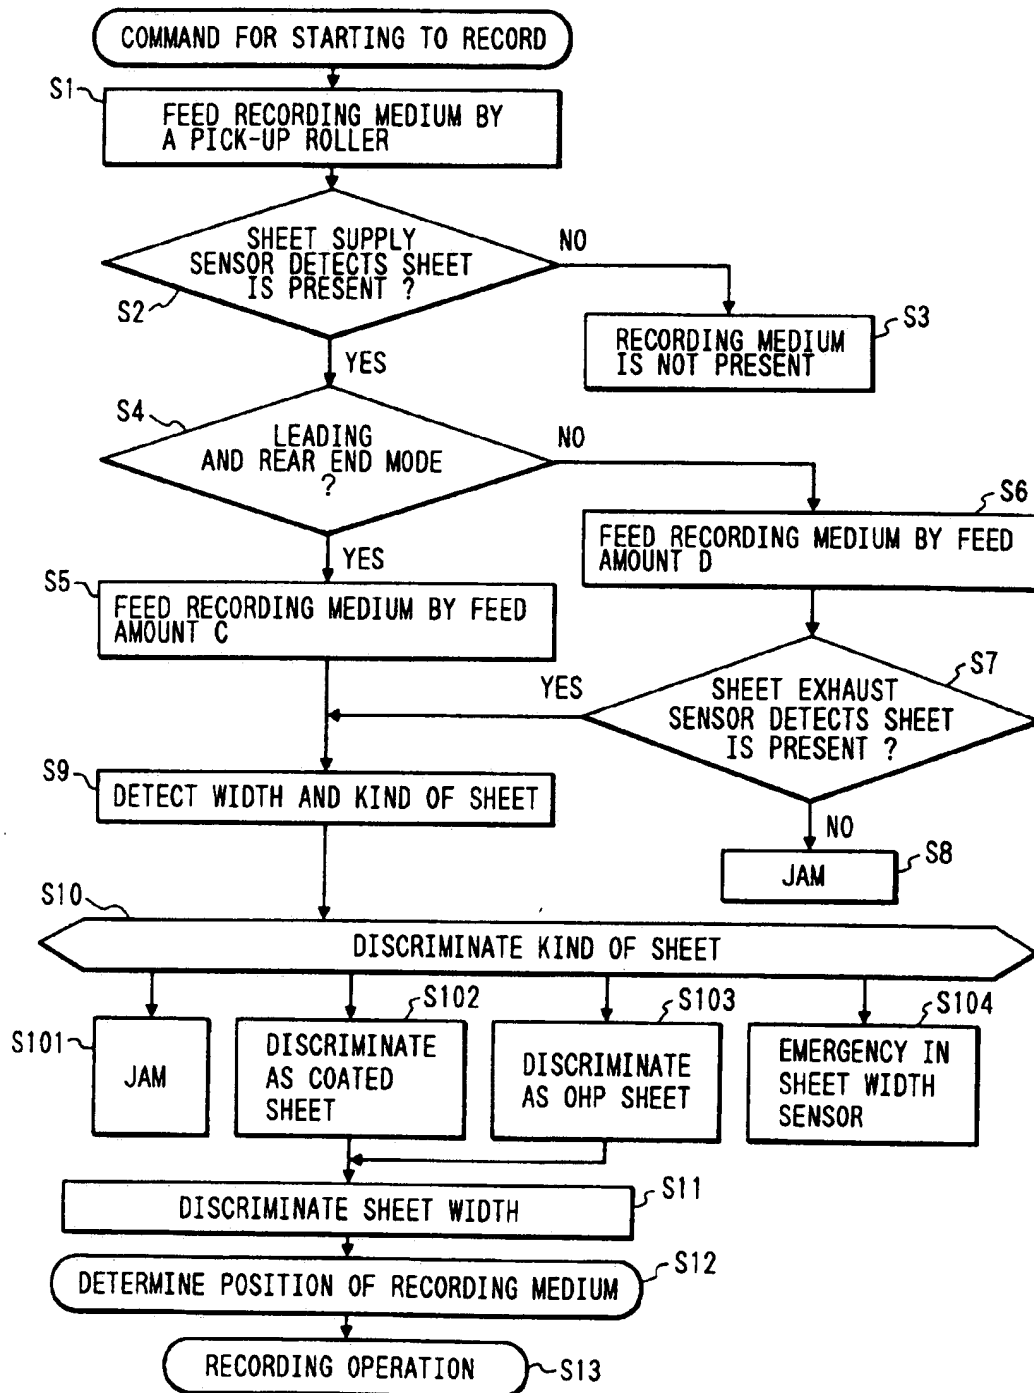 COMMAND FOR STARTING TO RECORD
S1
FEED RECORDING MEDIUM BY
A PICK-UP ROLLER
SHEET SUPPLY
SENSOR DETECTS SHEET
IS PRESENT ?
S2
NO
YES
S3
RECORDING MEDIUM
IS NOT PRESENT
S4
LEADING
AND REAR END MODE
?
NO
YES
S6
FEED RECORDING MEDIUM BY FEED
AMOUNT D
S5
FEED RECORDING MEDIUM BY FEED
AMOUNT C
S7
YES
SHEET EXHAUST
SENSOR DETECTS SHEET
IS PRESENT ?
NO
S8
JAM
S9
DETECT WIDTH AND KIND OF SHEET
S10
DISCRIMINATE KIND OF SHEET
S101
JAM
S102
DISCRIMINATE
AS COATED
SHEET
S103
DISCRIMINATE
AS OHP SHEET
S104
EMERGENCY IN
SHEET WIDTH
SENSOR
S11
DISCRIMINATE SHEET WIDTH
DETERMINE POSITION OF RECORDING MEDIUM
S12
RECORDING OPERATION
S13